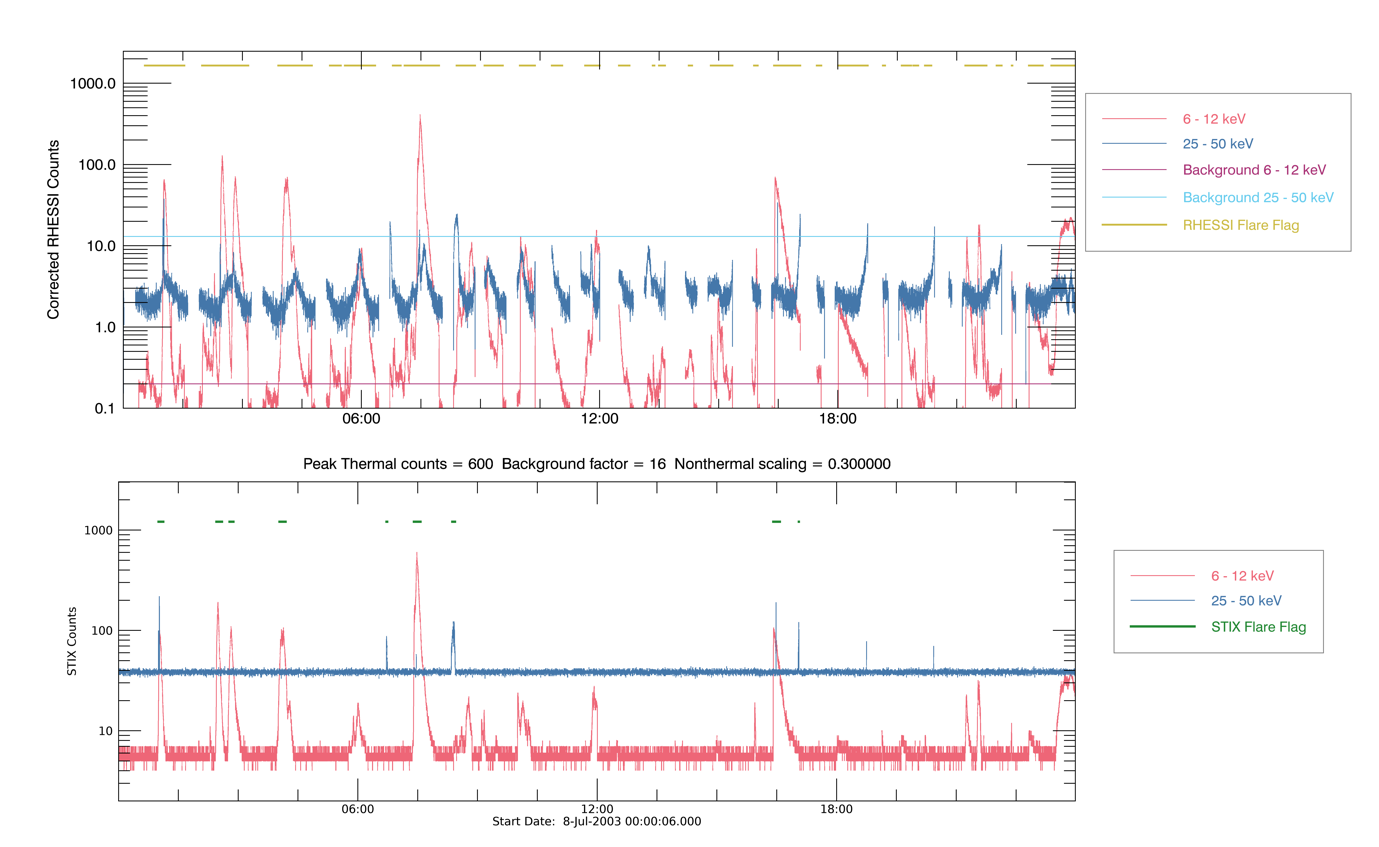 1000.0
100.0
10.0
1.0
0.1
Corrected RHESSI Counts
06:00 12:00 18:00
6 - 12 keV
25 - 50 keV
Background 6 - 12 keV
Background 25 - 50 keV
RHESSI Flare Flag
Peak Thermal counts = 600 Background factor = 16 Nonthermal scaling = 0.300000
1000
100
10
STIX Counts
06:00 12:00 18:00
Start Date: 8-Jul-2003 00:00:06.000
6 - 12 keV
25 - 50 keV
STIX Flare Flag